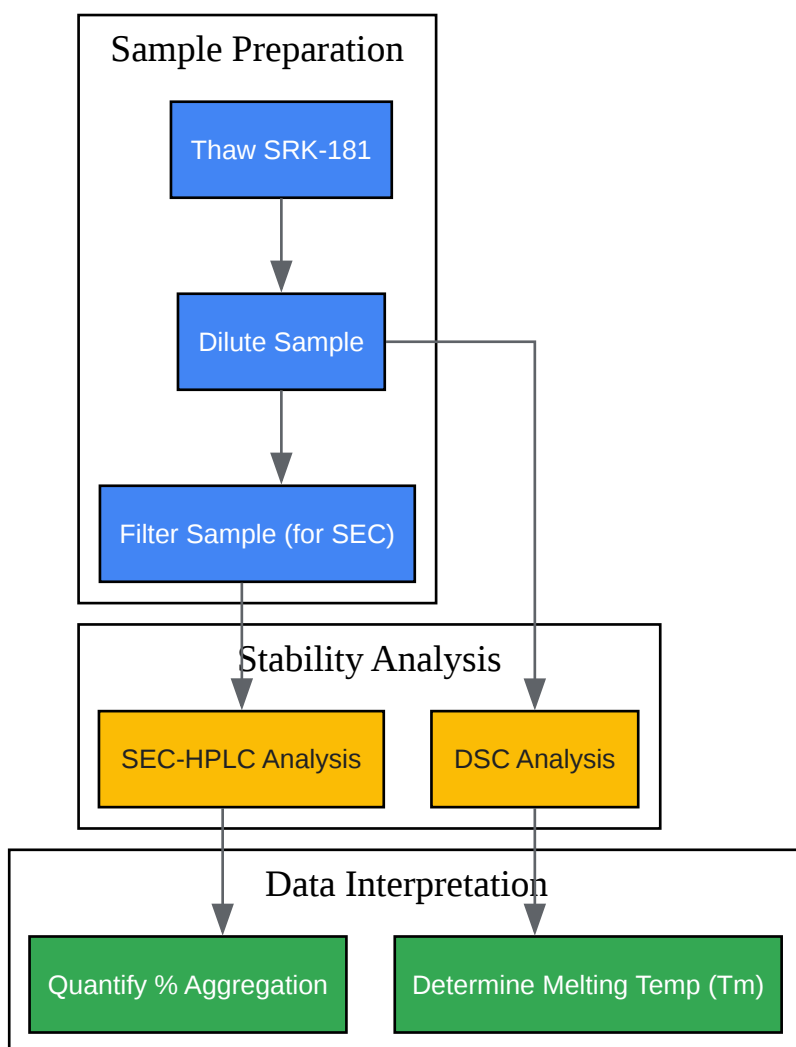 Sample Preparation
Thaw SRK-181
Dilute Sample
Filter Sample (for SEC)
Stability Analysis
SEC-HPLC Analysis
DSC Analysis
Data Interpretation
Quantify % Aggregation
Determine Melting Temp (Tm)